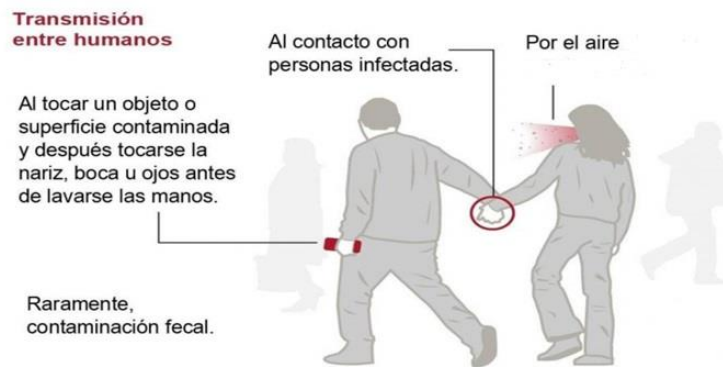 Transmisión
entre humanos
Al contacto con
personas infectadas.
Por el aire
Al tocar un objeto o
superficie contaminada
y después tocarse la
nariz, boca u ojos antes
de lavarse las manos.
Raramente,
contaminación fecal.